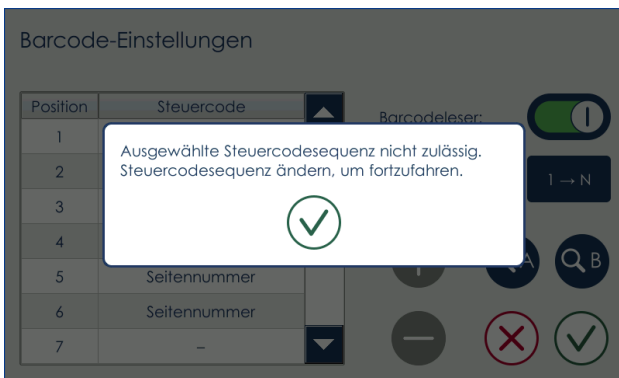 Barcode-Einstellungen
Position Steuercode
Barcodeleser:
1
Ausgewählte Steuercodesequenz nicht zulässig.
Steuercodesequenz ändern, um fortzufahren.
2
1 → N
3
4
A
B
5 Seitennummer
6 Seitennummer
7 –